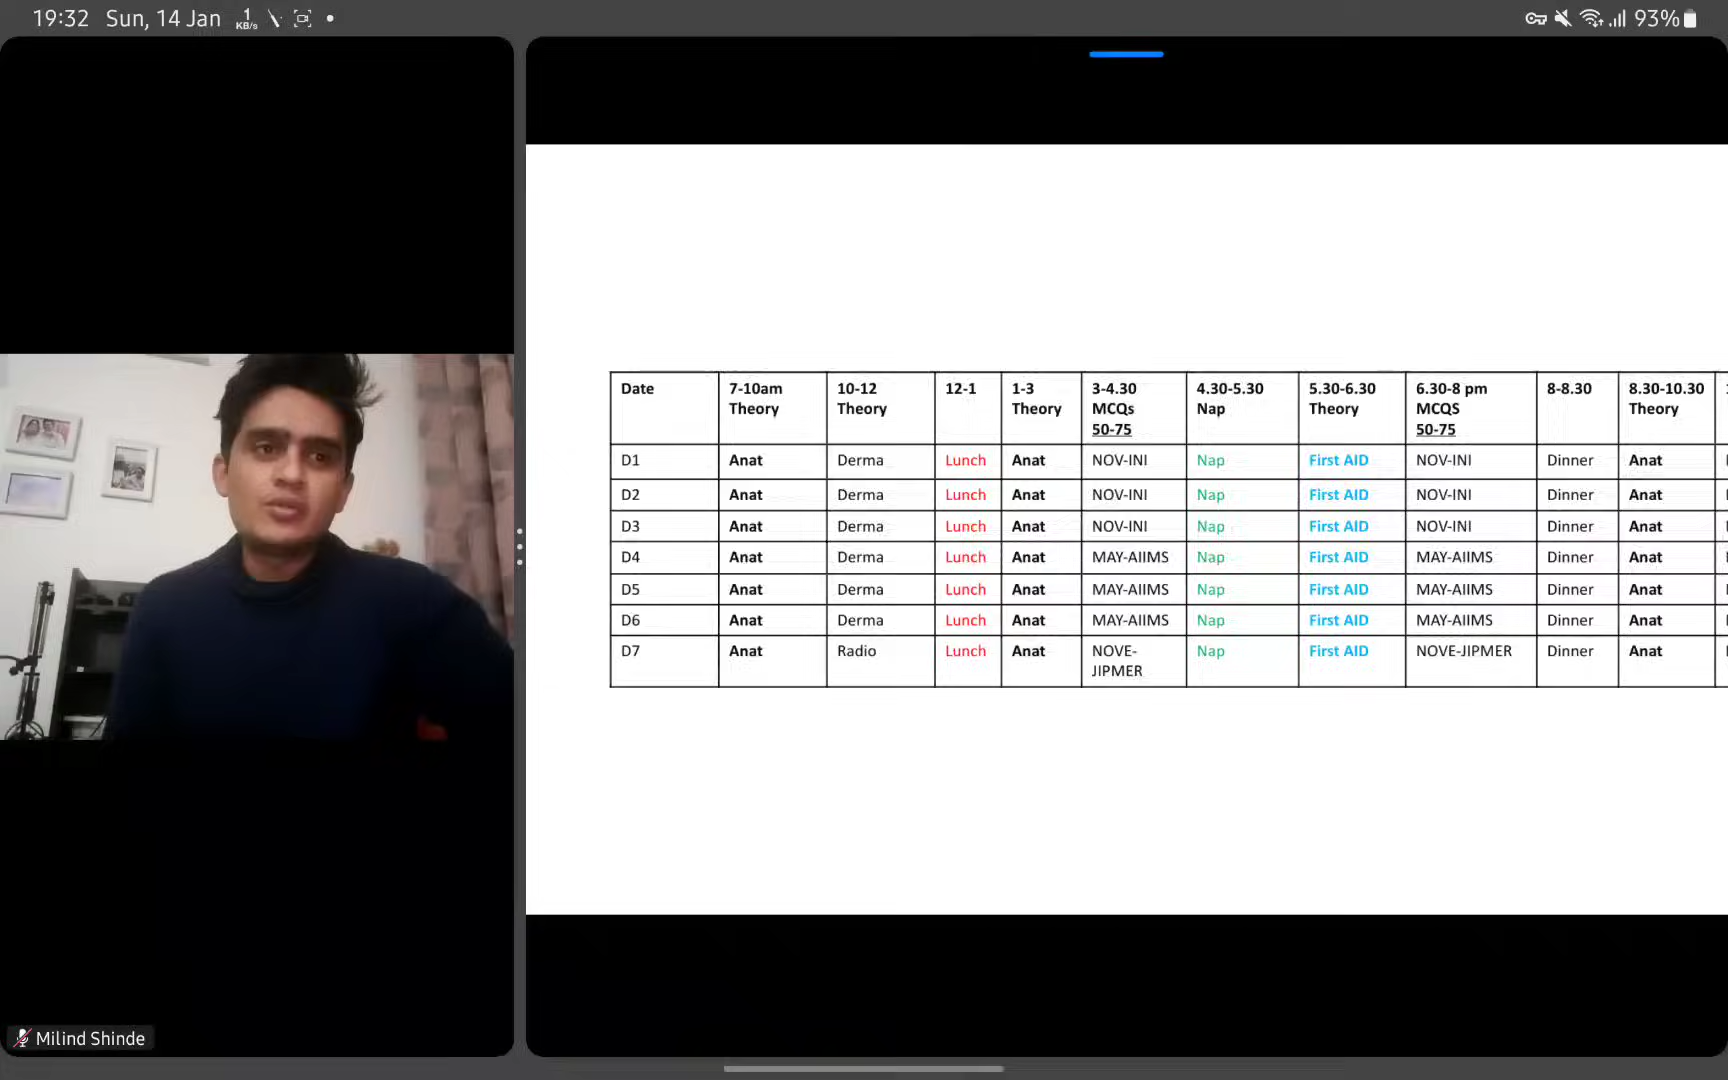 19:32 Sun, 14 Jan 1 KB/s 93%
Date 7-10am Theory 10-12 Theory 12-1 1-3 Theory 3-4.30 MCQs 50-75 4.30-5.30 Nap 5.30-6.30 Theory 6.30-8 pm MCQS 50-75 8-8.30 8.30-10.30 Theory
D1 Anat Derma Lunch Anat NOV-INI Nap First AID NOV-INI Dinner Anat
D2 Anat Derma Lunch Anat NOV-INI Nap First AID NOV-INI Dinner Anat
D3 Anat Derma Lunch Anat NOV-INI Nap First AID NOV-INI Dinner Anat
D4 Anat Derma Lunch Anat MAY-AIIMS Nap First AID MAY-AIIMS Dinner Anat
D5 Anat Derma Lunch Anat MAY-AIIMS Nap First AID MAY-AIIMS Dinner Anat
D6 Anat Derma Lunch Anat MAY-AIIMS Nap First AID MAY-AIIMS Dinner Anat
D7 Anat Radio Lunch Anat NOVE-JIPMER Nap First AID NOVE-JIPMER Dinner Anat
Milind Shinde